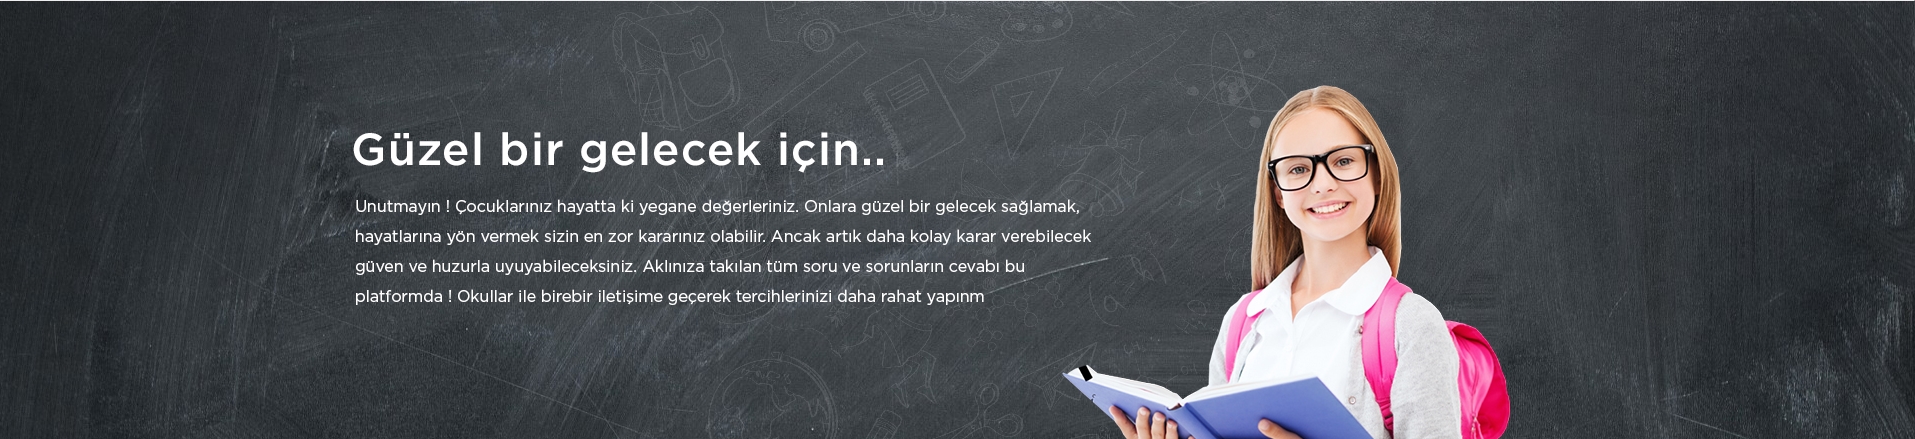 Güzel bir gelecek için..
Unutmayın ! Çocuklarınız hayatta ki yegane değerleriniz. Onlara güzel bir gelecek sağlamak,
hayatlarına yön vermek sizin en zor kararınız olabilir. Ancak artık daha kolay karar verebilecek
güven ve huzurla uyuyabileceksiniz. Aklınıza takılan tüm soru ve sorunların cevabı bu
platformda ! Okullar ile birebir iletişime geçerek tercihlerinizi daha rahat yapınm